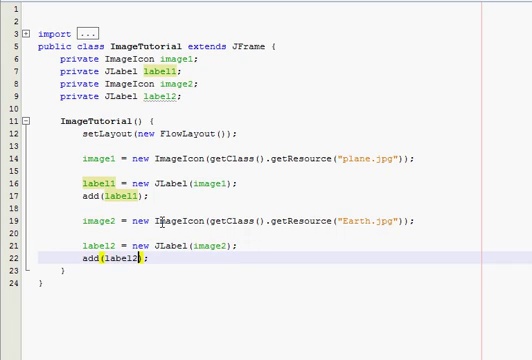 1
2
3 import ...
5 public class ImageTutorial extends JFrame {
6 private ImageIcon image1;
7 private JLabel label1;
8 private ImageIcon image2;
9 private JLabel label2;
10
11 ImageTutorial() {
12 setLayout(new FlowLayout());
13
14 image1 = new ImageIcon(getClass().getResource("plane.jpg"));
15
16 label1 = new JLabel(image1);
17 add(label1);
18
19 image2 = new ImageIcon(getClass().getResource("Earth.jpg"));
20
21 label2 = new JLabel(image2);
22 add(label2);
23 }
24 }